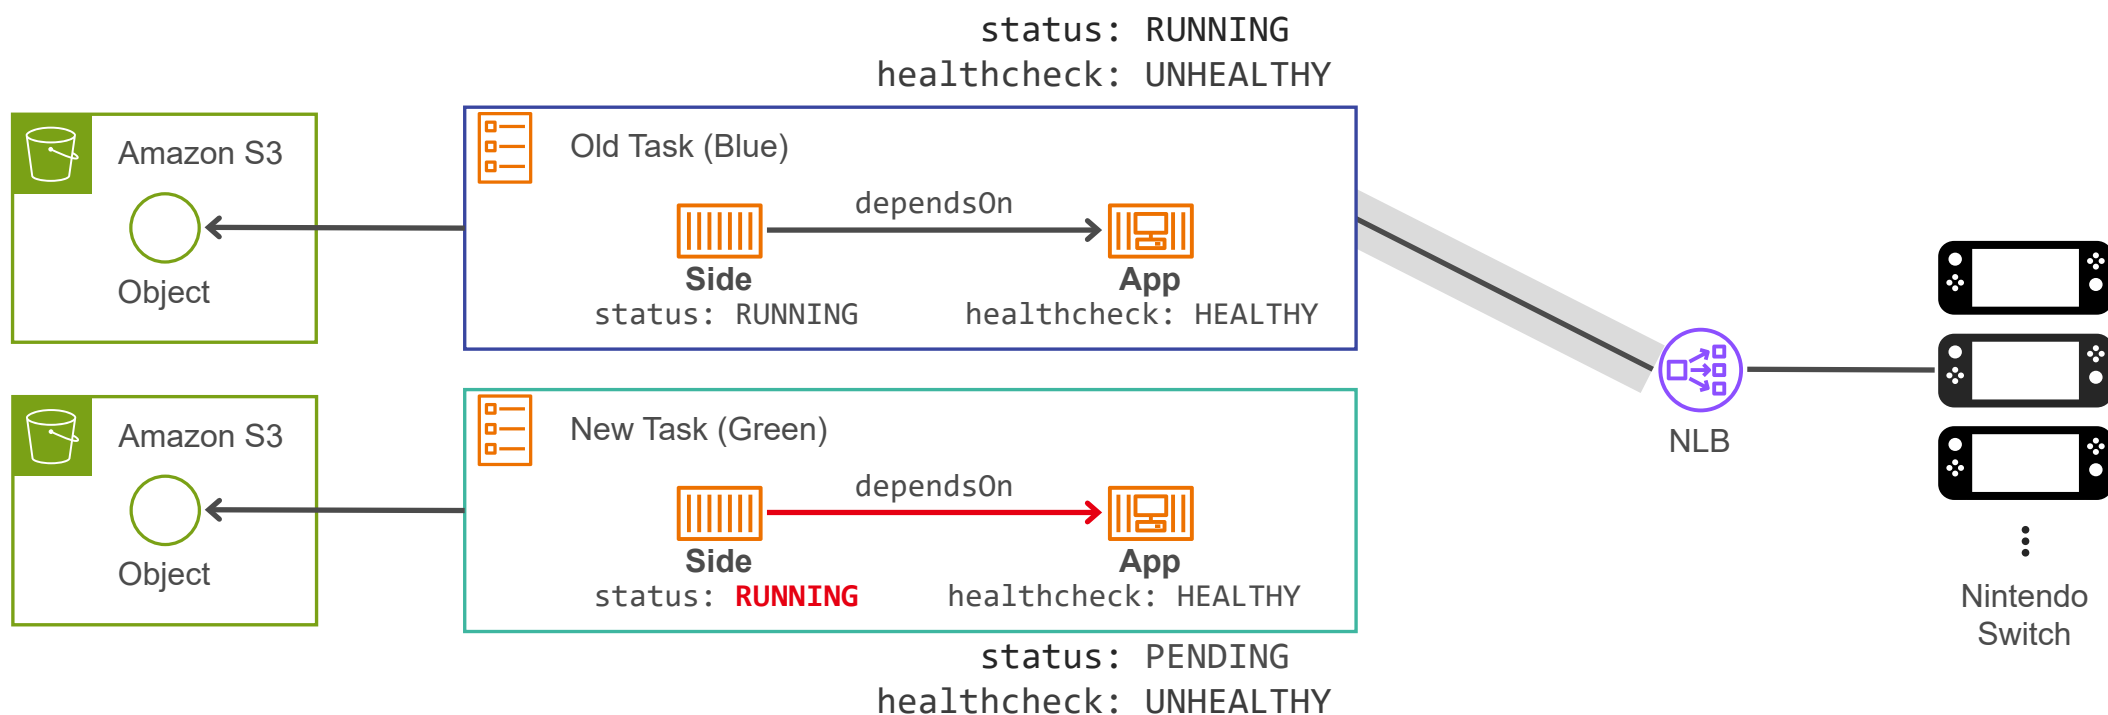 status: RUNNING
healthcheck: UNHEALTHY
Amazon S3
Object
Old Task (Blue)
dependsOn
Side
App
status: RUNNING
healthcheck: HEALTHY
Amazon S3
Object
New Task (Green)
dependsOn
Side
App
status: RUNNING
healthcheck: HEALTHY
status: PENDING
healthcheck: UNHEALTHY
NLB
Nintendo
Switch